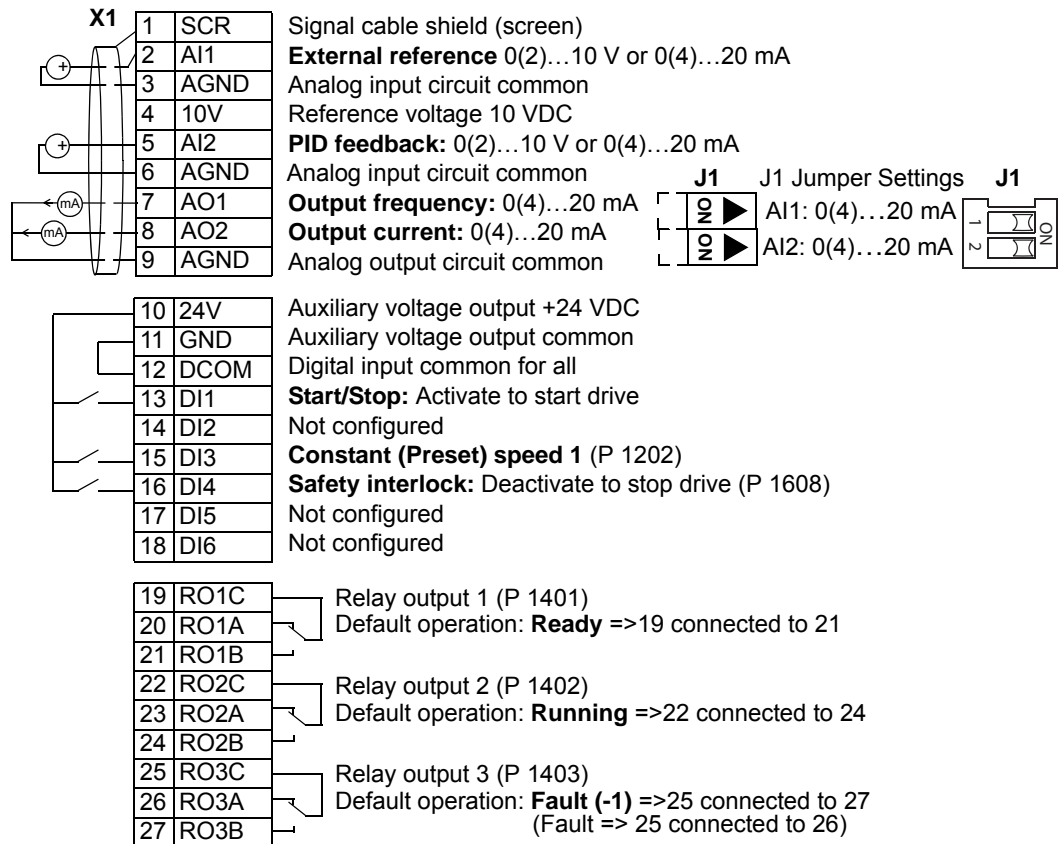 X1
1 SCR Signal cable shield (screen)
2 AI1 External reference 0(2)…10 V or 0(4)…20 mA
3 AGND Analog input circuit common
4 10V Reference voltage 10 VDC
5 AI2 PID feedback: 0(2)…10 V or 0(4)…20 mA
6 AGND Analog input circuit common
7 AO1 Output frequency: 0(4)…20 mA
8 AO2 Output current: 0(4)…20 mA
9 AGND Analog output circuit common
+
+
mA
mA
J1 J1 Jumper Settings J1
ON AI1: 0(4)…20 mA 1
ON AI2: 0(4)…20 mA 2
ON
10 24V Auxiliary voltage output +24 VDC
11 GND Auxiliary voltage output common
12 DCOM Digital input common for all
13 DI1 Start/Stop: Activate to start drive
14 DI2 Not configured
15 DI3 Constant (Preset) speed 1 (P 1202)
16 DI4 Safety interlock: Deactivate to stop drive (P 1608)
17 DI5 Not configured
18 DI6 Not configured
19 RO1C Relay output 1 (P 1401)
20 RO1A Default operation: Ready =>19 connected to 21
21 RO1B
22 RO2C Relay output 2 (P 1402)
23 RO2A Default operation: Running =>22 connected to 24
24 RO2B
25 RO3C Relay output 3 (P 1403)
26 RO3A Default operation: Fault (-1) =>25 connected to 27
27 RO3B (Fault => 25 connected to 26)